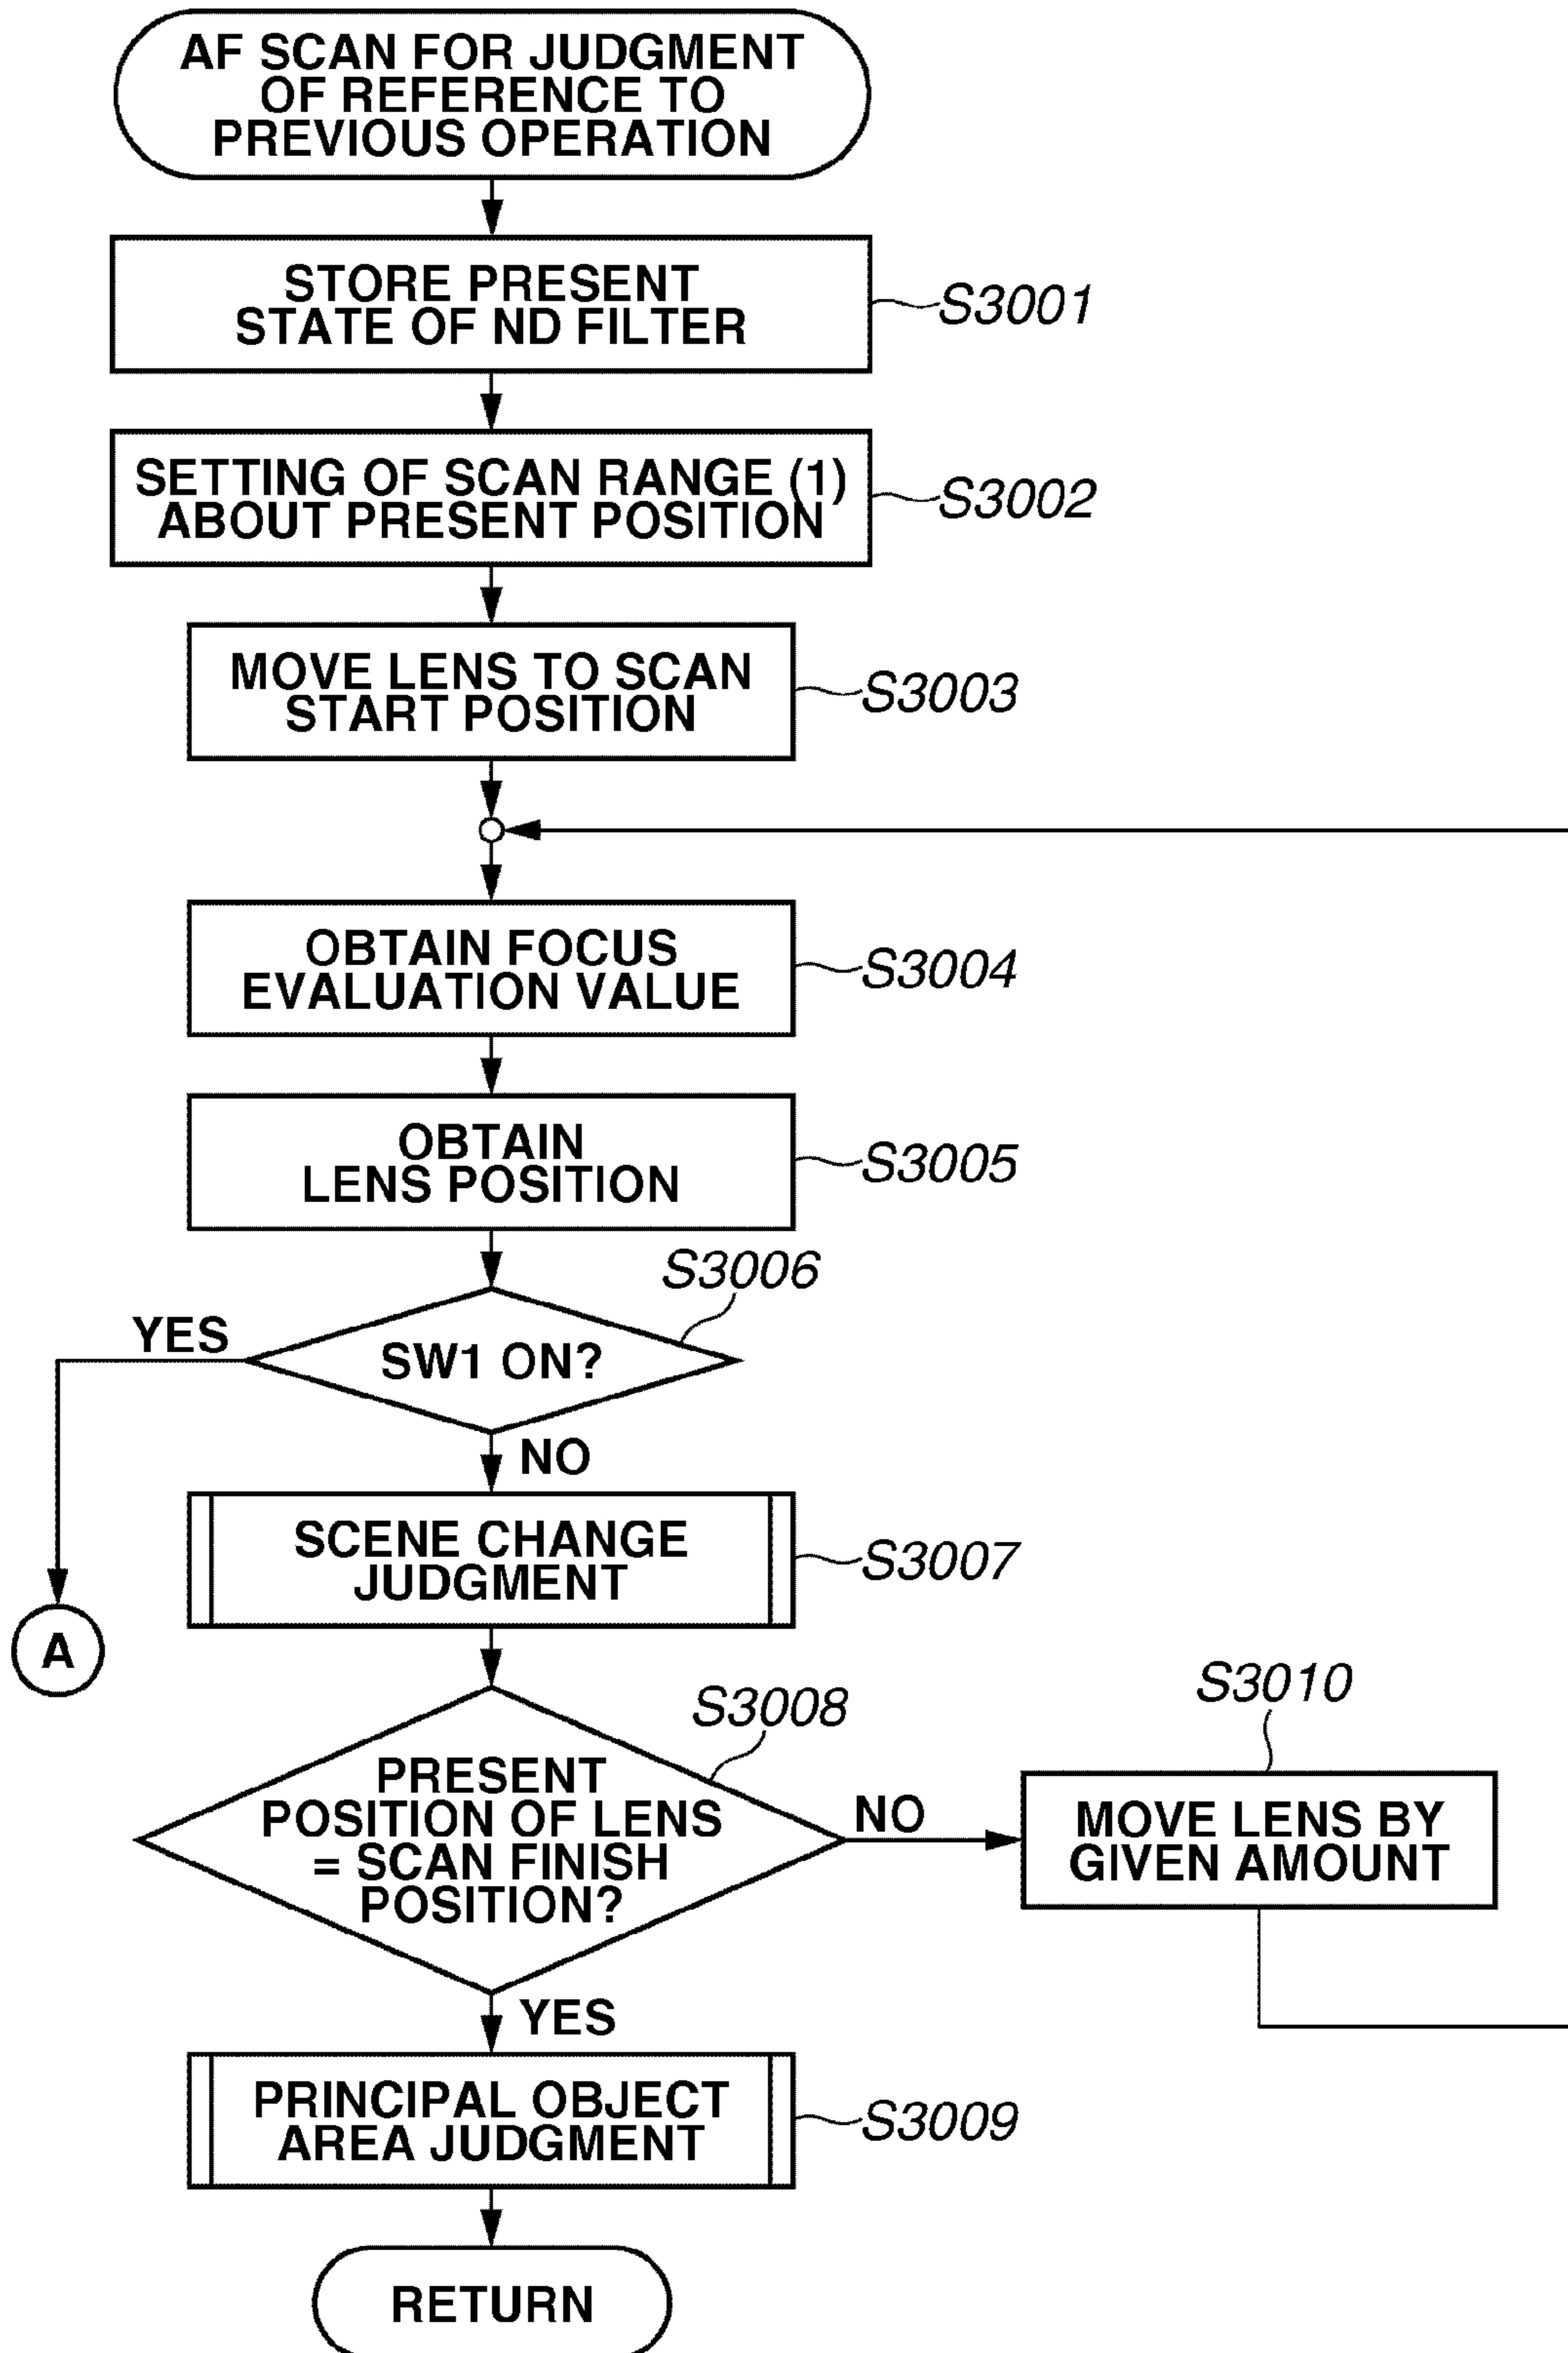 AF SCAN FOR JUDGMENT
OF REFERENCE TO
PREVIOUS OPERATION
STORE PRESENT
STATE OF ND FILTER
S3001
SETTING OF SCAN RANGE (1)
ABOUT PRESENT POSITION
S3002
MOVE LENS TO SCAN
START POSITION
S3003
OBTAIN FOCUS
EVALUATION VALUE
S3004
OBTAIN
LENS POSITION
S3005
S3006
YES
SW1 ON?
NO
SCENE CHANGE
JUDGMENT
S3007
A
S3008
PRESENT
POSITION OF LENS
= SCAN FINISH
POSITION?
NO
S3010
MOVE LENS BY
GIVEN AMOUNT
YES
PRINCIPAL OBJECT
AREA JUDGMENT
S3009
RETURN